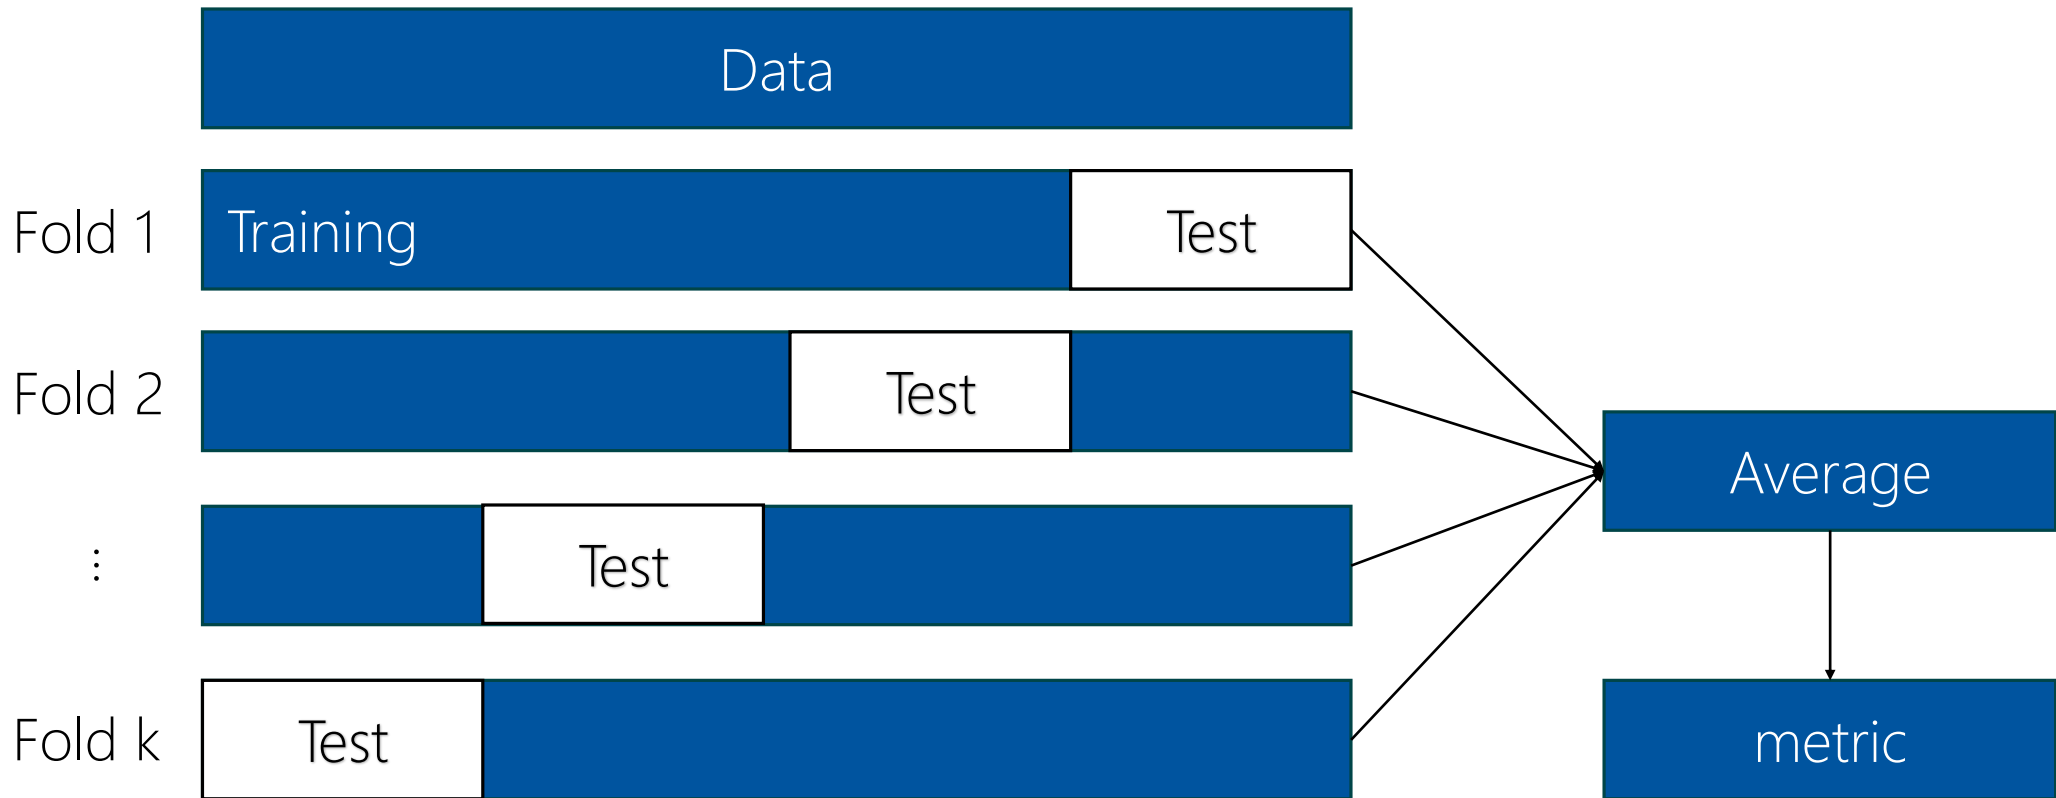 Data
Fold 1
Training
Test
Fold 2
Test
Average
⋮
Test
Fold k
Test
metric